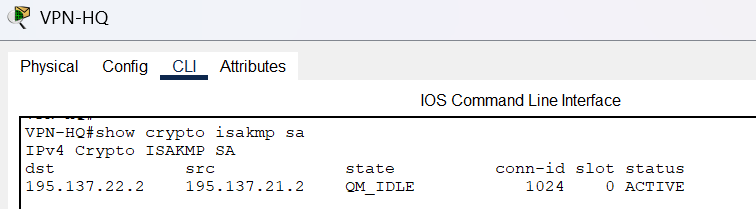 VPN-HQ
Physical Config CLI Attributes
IOS Command Line Interface
VPN-HQ#show crypto isakmp sa
IPv4 Crypto ISAKMP SA
dst src state conn-id slot status
195.137.22.2 195.137.21.2 QM_IDLE 1024 0 ACTIVE